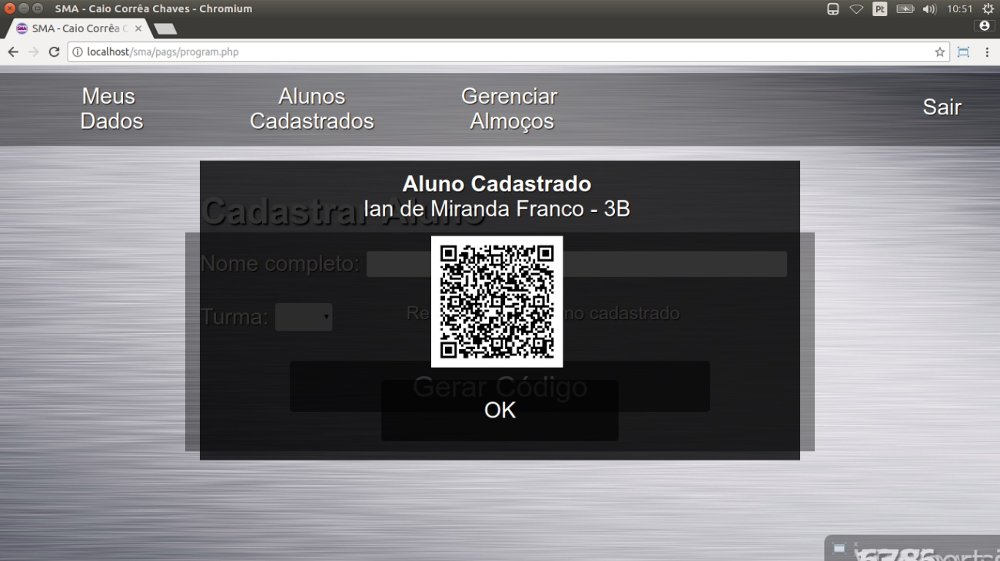 SMA - Caio Corrêa Chaves - Chromium
Pt
10:51
SMA - Caio Corrêa C
localhost/sma/pags/program.php
Meus
Dados
Alunos
Cadastrados
Gerenciar
Almoços
Sair
Aluno Cadastrado
Ian de Miranda Franco - 3B
Cadastrar Aluno
Nome completo:
Turma:
Re
no cadastrado
Gerar Código
OK
x